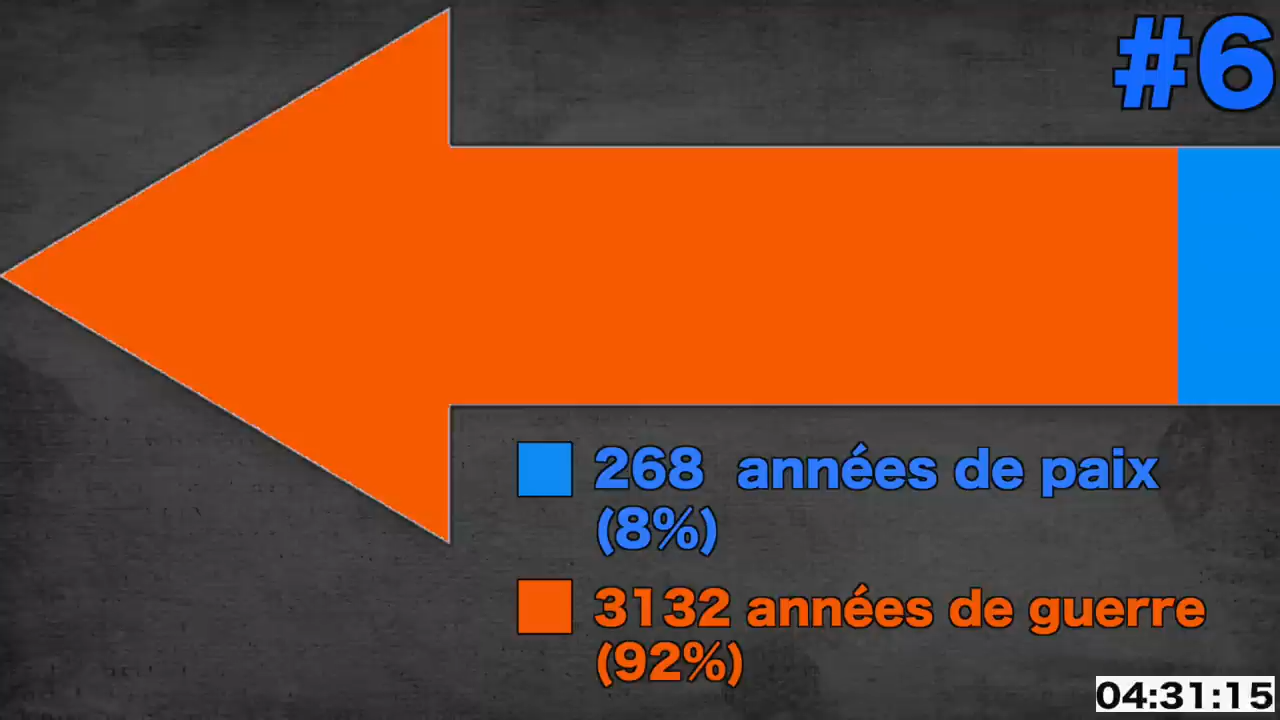 #6
268 années de paix
(8%)
3132 années de guerre
(92%)
04:31:15